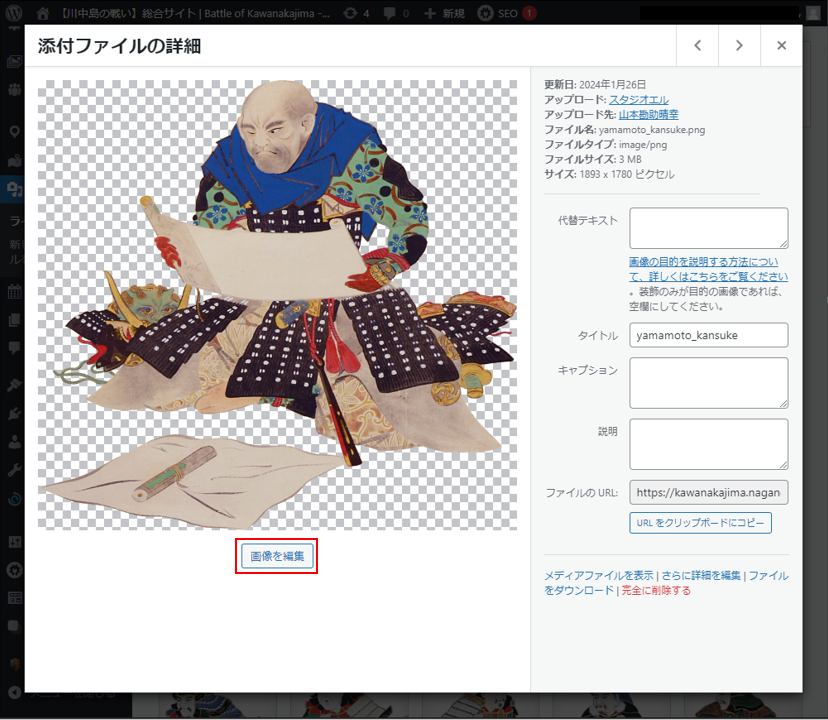 【川中島の戦い】総合サイト | Battle of Kawanakajima -... 4 0 新規 SEO 1
添付ファイルの詳細
更新日: 2024年1月26日
アップロード: スタジオエル
アップロード先: 山本勘助晴幸
ファイル名: yamamoto_kansuke.png
ファイルタイプ: image/png
ファイルサイズ: 3 MB
サイズ: 1893 x 1780 ピクセル
代替テキスト
画像の目的を説明する方法につい
て、詳しくはこちらをご覧ください
。装飾のみが目的の画像であれば、
空欄にしてください。
タイトル yamamoto_kansuke
キャプション
説明
ファイルの URL: https://kawanakajima.nagan
URL をクリップボードにコピー
画像を編集
メディアファイルを表示 | さらに詳細を編集 | ファイル
をダウンロード | 完全に削除する